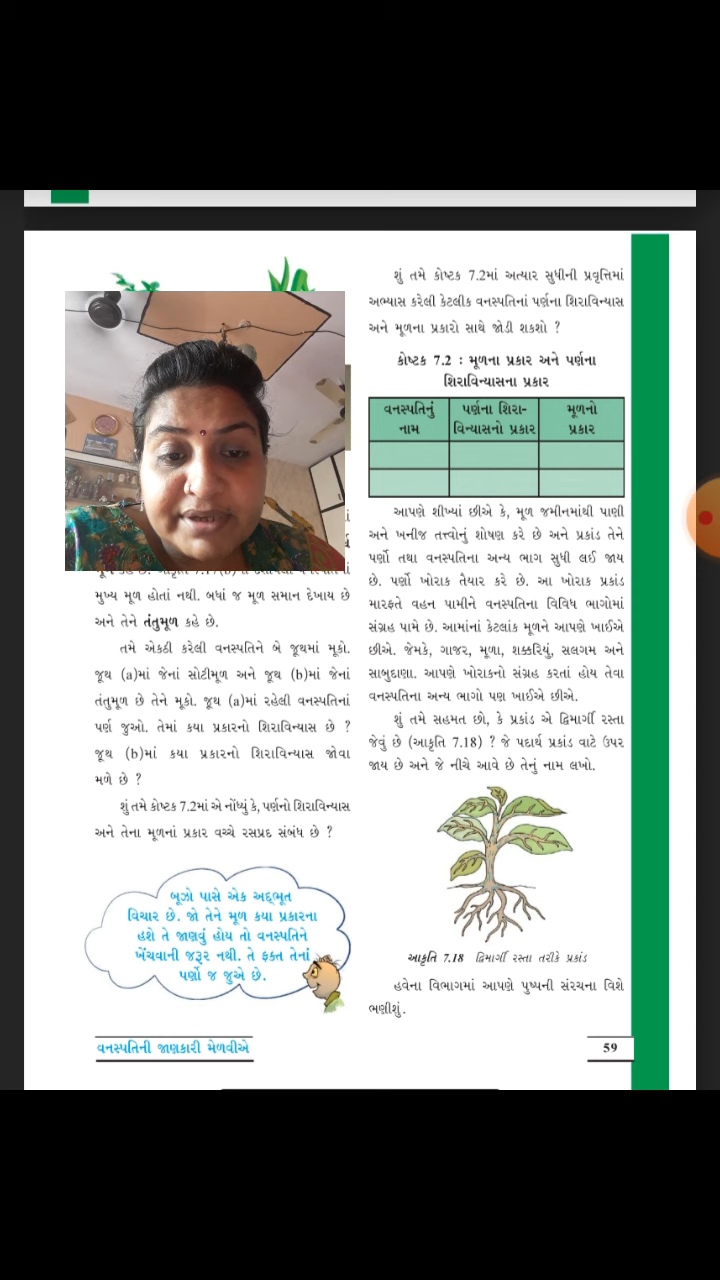 મુખ્ય મૂળ હોતાં નથી. બધાં જ મૂળ સમાન દેખાય છે
અને તેને તંતુમૂળ કહે છે.
તમે એકઠી કરેલી વનસ્પતિને બે જૂથમાં મૂકો.
જૂથ (a)માં જેનાં સોટીમૂળ અને જૂથ (b)માં જેનાં
તંતુમૂળ છે તેને મૂકો. જૂથ (a)માં રહેલી વનસ્પતિનાં
પર્ણ જુઓ. તેમાં કયા પ્રકારનો શિરાવિન્યાસ છે ?
જૂથ (b)માં કયા પ્રકારનો શિરાવિન્યાસ જોવા
મળે છે ?
શું તમે કોષ્ટક 7.2માં એ નોંધ્યું કે, પર્ણનો શિરાવિન્યાસ
અને તેના મૂળનાં પ્રકાર વચ્ચે રસપ્રદ સંબંધ છે ?
બૂઝો પાસે એક અદ્ભૂત
વિચાર છે. જો તેને મૂળ કયા પ્રકારના
હશે તે જાણવું હોય તો વનસ્પતિને
ખેંચવાની જરૂર નથી. તે ફક્ત તેનાં
પર્ણો જ જુએ છે.
શું તમે કોષ્ટક 7.2માં અત્યાર સુધીની પ્રવૃત્તિમાં
અભ્યાસ કરેલી કેટલીક વનસ્પતિનાં પર્ણના શિરાવિન્યાસ
અને મૂળના પ્રકારો સાથે જોડી શકશો ?
કોષ્ટક 7.2 : મૂળના પ્રકાર અને પર્ણના
શિરાવિન્યાસના પ્રકાર
વનસ્પતિનું
નામ
પર્ણના શિરા-
વિન્યાસનો પ્રકાર
મૂળનો
પ્રકાર
આપણે શીખ્યાં છીએ કે, મૂળ જમીનમાંથી પાણી
અને ખનીજ તત્ત્વોનું શોષણ કરે છે અને પ્રકાંડ તેને
પર્ણો તથા વનસ્પતિના અન્ય ભાગ સુધી લઈ જાય
છે. પર્ણો ખોરાક તૈયાર કરે છે. આ ખોરાક પ્રકાંડ
મારફતે વહન પામીને વનસ્પતિના વિવિધ ભાગોમાં
સંગ્રહ પામે છે. આમાંનાં કેટલાંક મૂળને આપણે ખાઈએ
છીએ. જેમકે, ગાજર, મૂળા, શક્કરિયું, સલગમ અને
સાબુદાણા. આપણે ખોરાકનો સંગ્રહ કરતાં હોય તેવા
વનસ્પતિના અન્ય ભાગો પણ ખાઈએ છીએ.
શું તમે સહમત છો, કે પ્રકાંડ એ દ્વિમાર્ગી રસ્તા
જેવું છે (આકૃતિ 7.18) ? જે પદાર્થ પ્રકાંડ વાટે ઉપર
જાય છે અને જે નીચે આવે છે તેનું નામ લખો.
આકૃતિ 7.18 દ્વિમાર્ગી રસ્તા તરીકે પ્રકાંડ
હવેના વિભાગમાં આપણે પુષ્પની સંરચના વિશે
ભણીશું.
વનસ્પતિની જાણકારી મેળવીએ
59